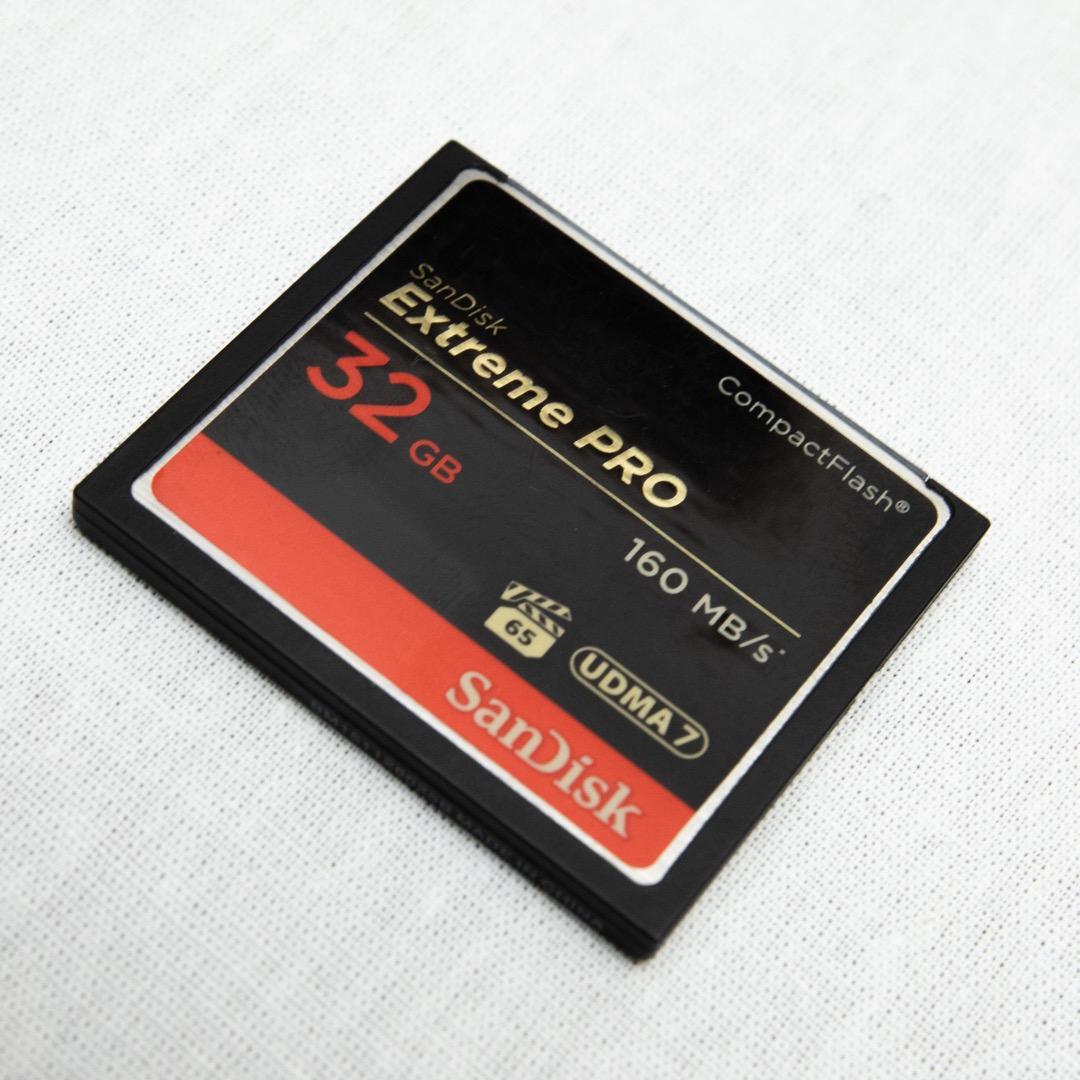 CompactFlash®
SanDisk
Extreme PRO
32 GB
160 MB/s*
65
UDMA 7
SanDisk